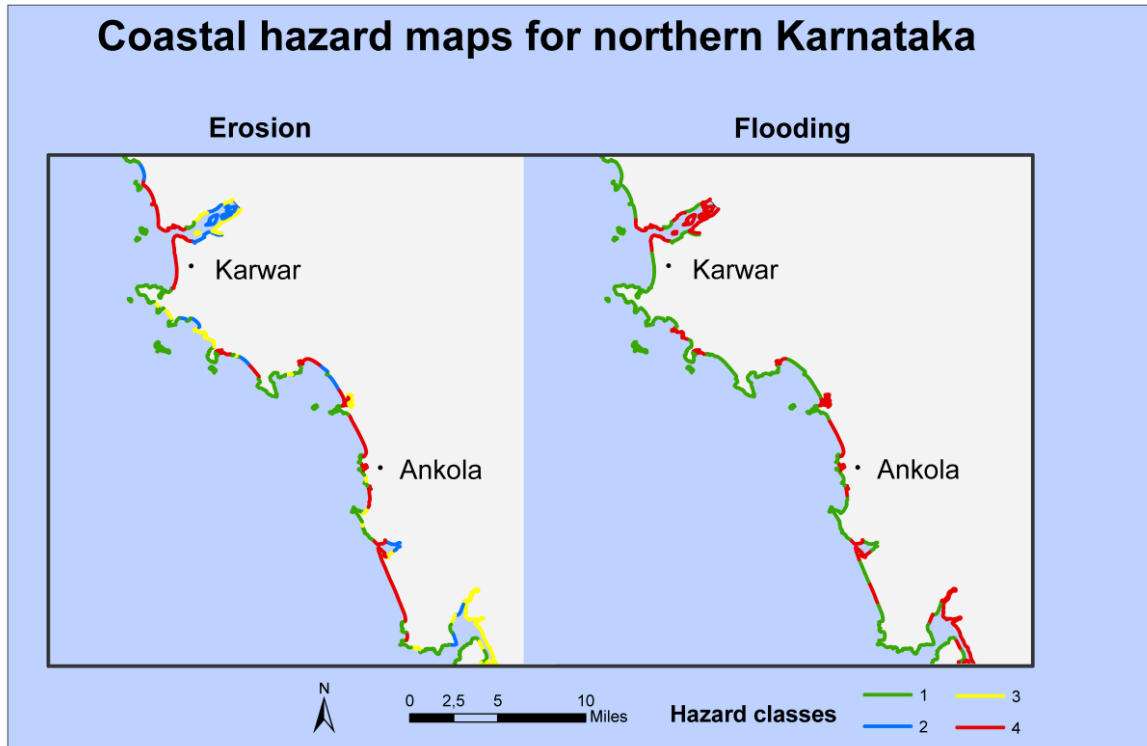 Coastal hazard maps for northern Karnataka
Erosion
Flooding
Karwar
Ankola
Karwar
Ankola
N
0 2,5 5 10
Miles
Hazard classes
1
2
3
4